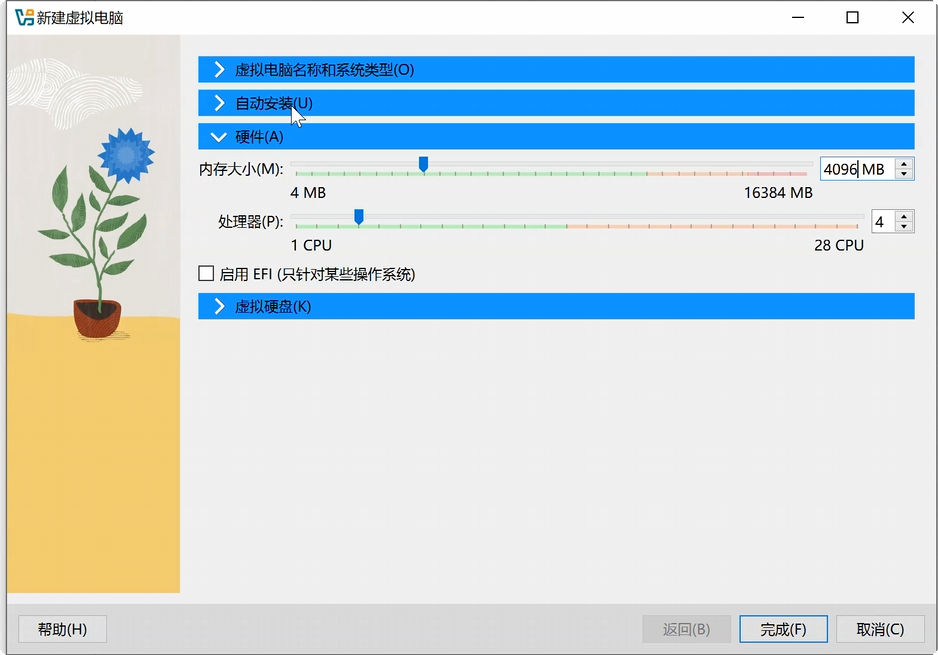 新建虚拟电脑
虚拟电脑名称和系统类型(O)
自动安装(U)
硬件(A)
内存大小(M):
4096 MB
4 MB
16384 MB
处理器(P):
4
1 CPU
28 CPU
启用 EFI (只针对某些操作系统)
虚拟硬盘(K)
帮助(H)
返回(B)
完成(F)
取消(C)